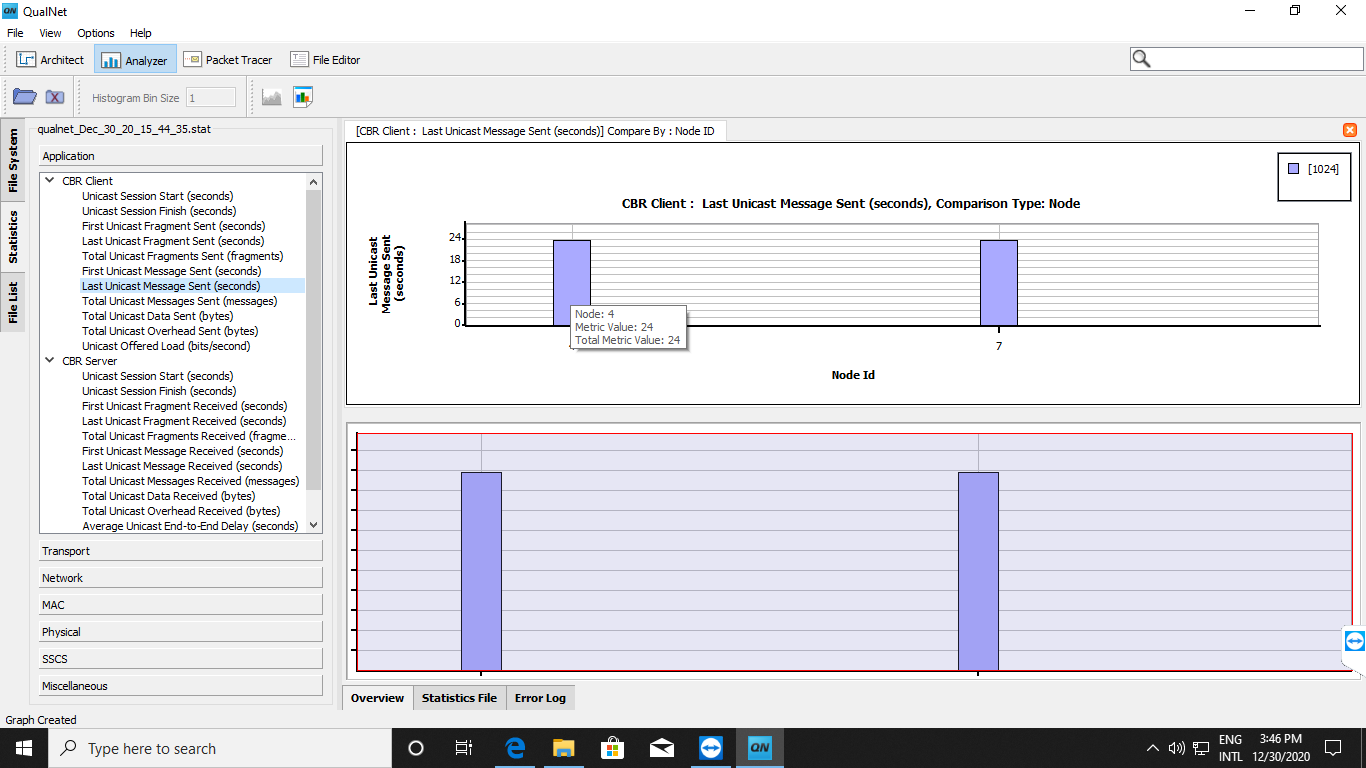 QN QualNet
File View Options Help
Architect Analyzer Packet Tracer File Editor
Histogram Bin Size 1
File System
Statistics
File List
qualnet_Dec_30_20_15_44_35.stat
Application
CBR Client
Unicast Session Start (seconds)
Unicast Session Finish (seconds)
First Unicast Fragment Sent (seconds)
Last Unicast Fragment Sent (seconds)
Total Unicast Fragments Sent (fragments)
First Unicast Message Sent (seconds)
Last Unicast Message Sent (seconds)
Total Unicast Messages Sent (messages)
Total Unicast Data Sent (bytes)
Total Unicast Overhead Sent (bytes)
Unicast Offered Load (bits/second)
CBR Server
Unicast Session Start (seconds)
Unicast Session Finish (seconds)
First Unicast Fragment Received (seconds)
Last Unicast Fragment Received (seconds)
Total Unicast Fragments Received (fragme...
First Unicast Message Received (seconds)
Last Unicast Message Received (seconds)
Total Unicast Messages Received (messages)
Total Unicast Data Received (bytes)
Total Unicast Overhead Received (bytes)
Average Unicast End-to-End Delay (seconds)
Transport
Network
MAC
Physical
SSCS
Miscellaneous
[CBR Client : Last Unicast Message Sent (seconds)] Compare By : Node ID
[1024]
CBR Client : Last Unicast Message Sent (seconds), Comparison Type: Node
Last Unicast
Message Sent
(seconds)
24
18
12
6
0
Node: 4
Metric Value: 24
Total Metric Value: 24
7
Node Id
Overview Statistics File Error Log
Graph Created
Type here to search
QN
ENG
INTL
3:46 PM
12/30/2020